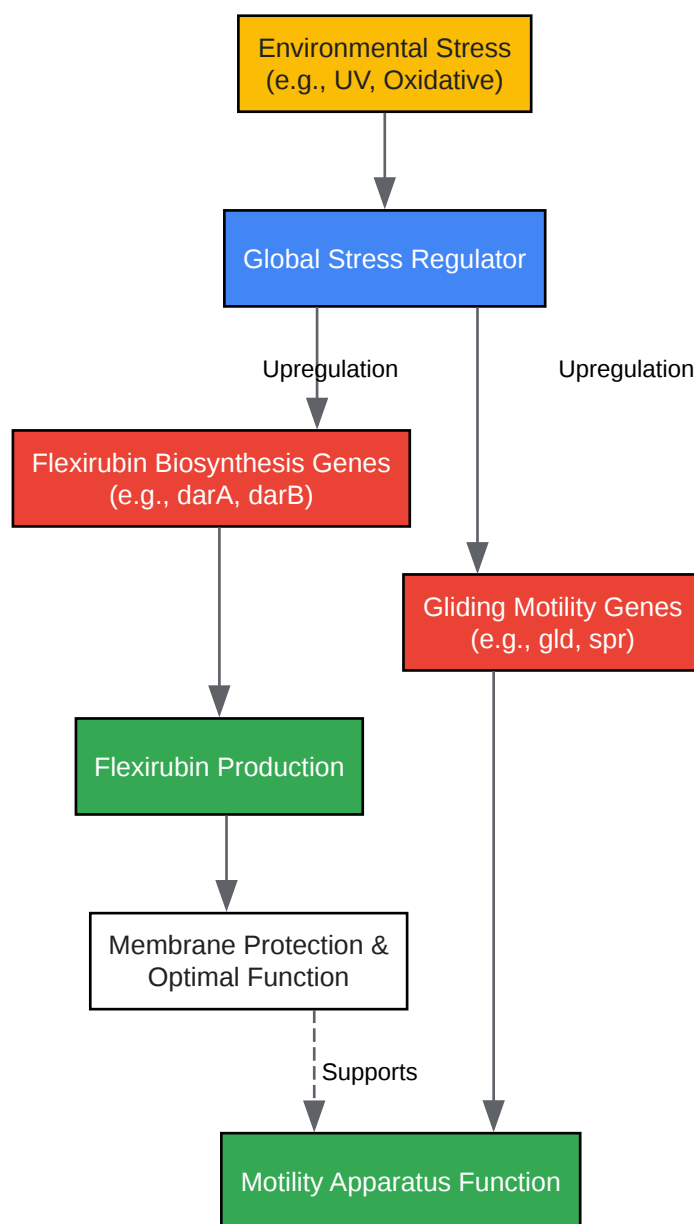 Environmental Stress
(e.g., UV, Oxidative)
Global Stress Regulator
Upregulation
Upregulation
Flexirubin Biosynthesis Genes
(e.g., darA, darB)
Gliding Motility Genes
(e.g., gld, spr)
Flexirubin Production
Membrane Protection &
Optimal Function
Supports
Motility Apparatus Function